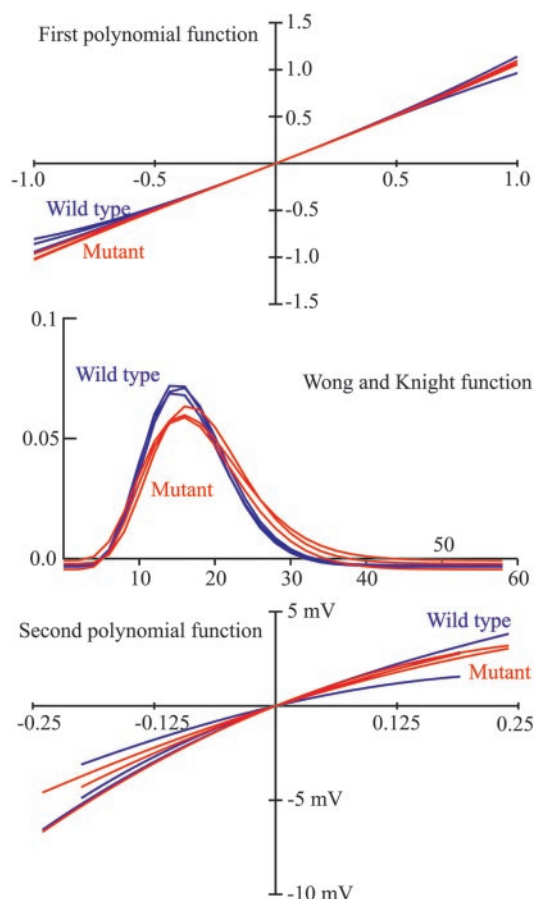 First polynomial function
1.5
1.0
0.5
-1.0
-0.5
0.5
1.0
Wild type
-0.5
Mutant
-1.0
-1.5
0.1
Wild type
Wong and Knight function
0.05
Mutant
50
0.0
10
20
30
40
60
5 mV
Second polynomial function
Wild type
Mutant
-0.25
-0.125
0.125
0.25
-5 mV
-10 mV